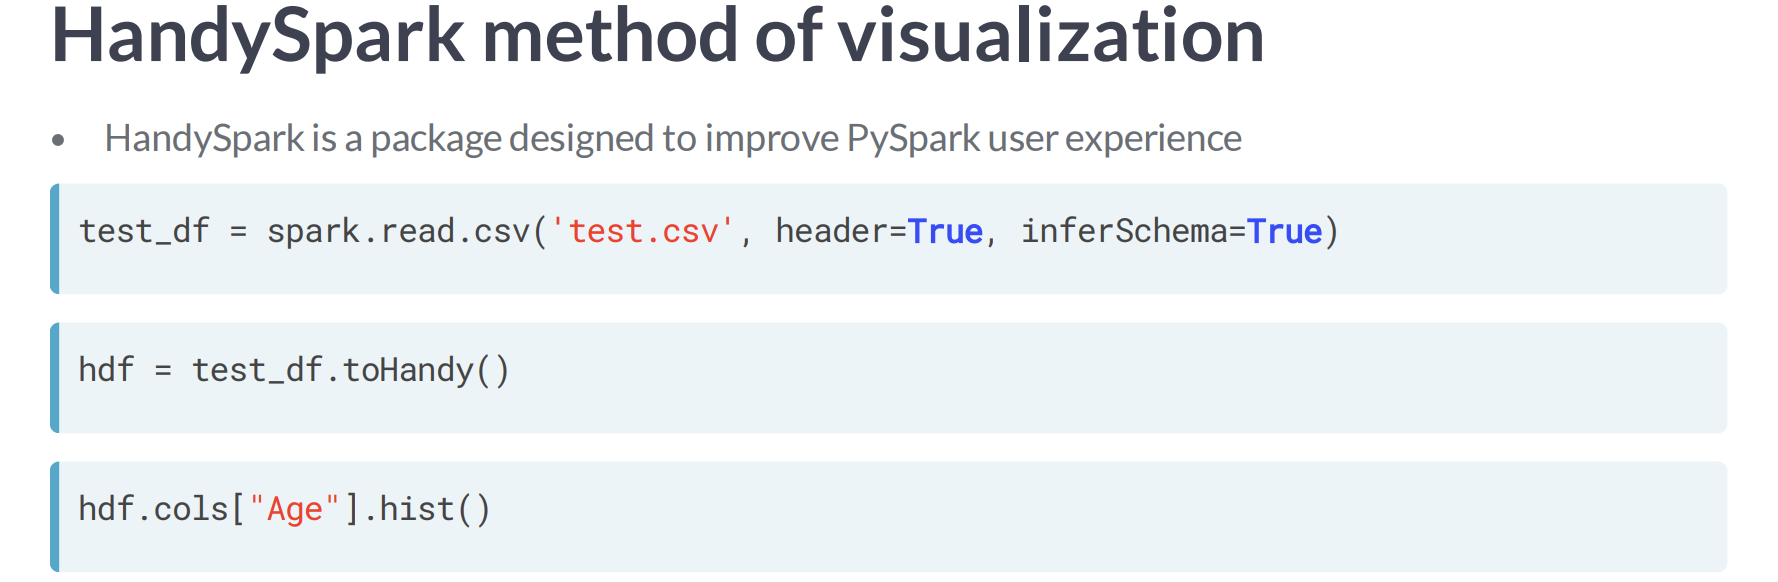 HandySpark method of visualization
• HandySpark is a package designed to improve PySpark user experience
test_df = spark.read.csv('test.csv', header=True, inferSchema=True)
hdf = test_df.toHandy()
hdf.cols["Age"].hist()